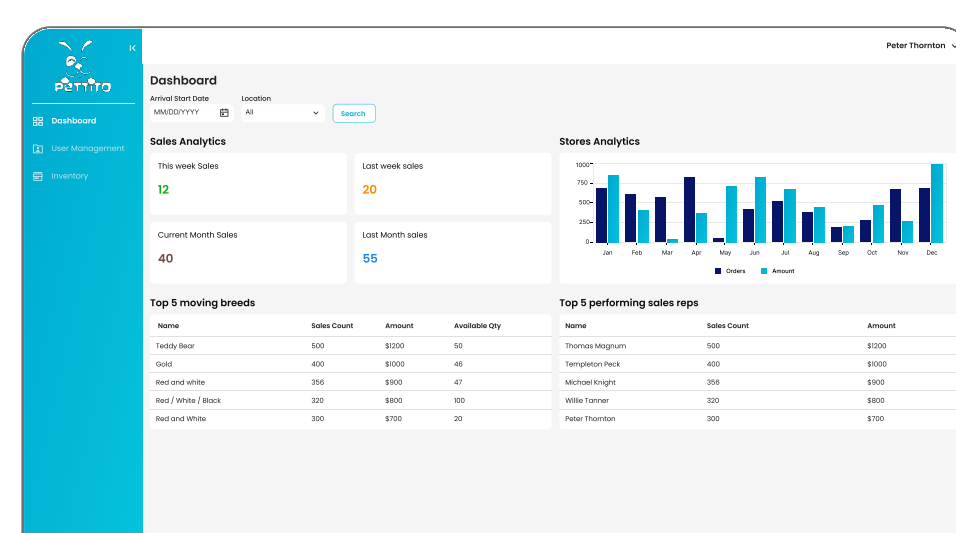 Peter Thornton
PETTITO
Dashboard
User Management
Inventory
Dashboard
Arrival Start Date
Location
MM/DD/YYYY
All
Search
Sales Analytics
This week Sales
12
Last week sales
20
Current Month Sales
40
Last Month sales
55
Stores Analytics
1000
750
500
250
0
Jan Feb Mar Apr May Jun Jul Aug Sep Oct Nov Dec
Orders Amount
Top 5 moving breeds
Name Sales Count Amount Available Qty
Teddy Bear 500 $1200 50
Gold 400 $1000 46
Red and white 356 $900 47
Red / White / Black 320 $800 100
Red and White 300 $700 20
Top 5 performing sales reps
Name Sales Count Amount
Thomas Magnum 500 $1200
Templeton Peck 400 $1000
Michael Knight 356 $900
Willie Tanner 320 $800
Peter Thornton 300 $700